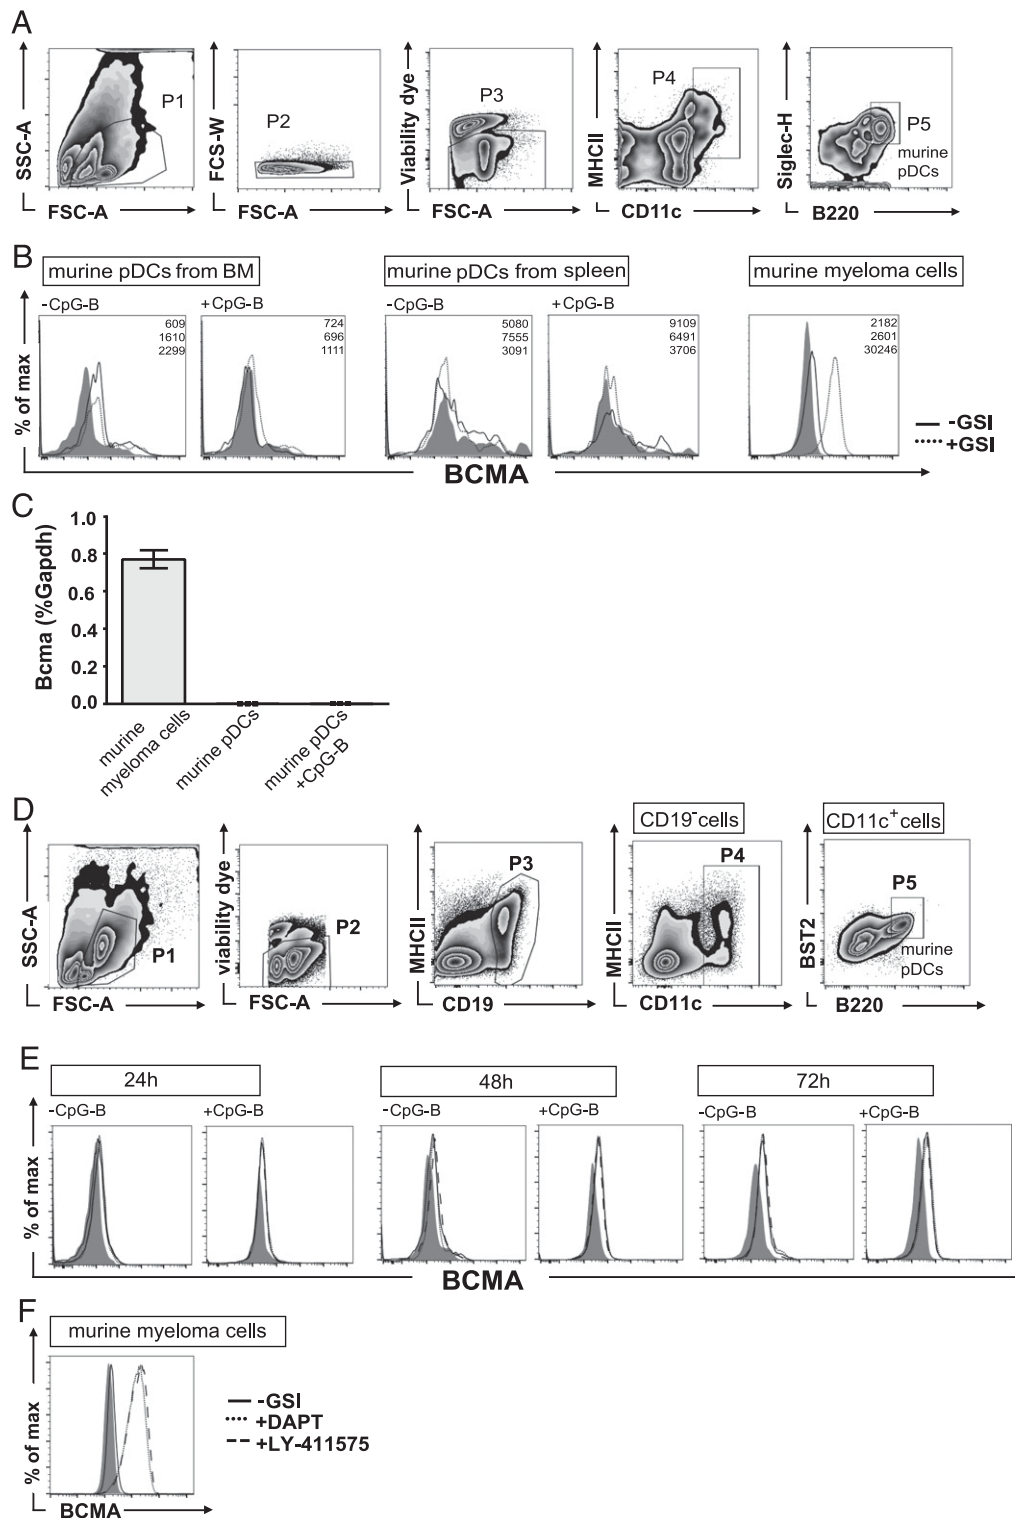 A
SSC-A
P1
FSC-A
FCS-W
P2
FSC-A
Viability dye
P3
FSC-A
MHCII
P4
CD11c
Siglec-H
P5
murine
pDCs
B220
B
murine pDCs from BM
murine pDCs from spleen
murine myeloma cells
% of max
-CpG-B
609
1610
2299
+CpG-B
724
696
1111
-CpG-B
5080
7555
3091
+CpG-B
9109
6491
3706
2182
2601
30246
-GSI
+GSI
BCMA
C
Bcma (%Gapdh)
1.0
0.8
0.6
0.4
0.2
0.0
murine
myeloma cells
murine pDCs
murine pDCs
+CpG-B
D
CD19-cells
CD11c+ cells
SSC-A
P1
FSC-A
viability dye
P2
FSC-A
MHCII
P3
CD19
MHCII
P4
CD11c
BST2
P5
murine
pDCs
B220
E
24h
48h
72h
% of max
-CpG-B
+CpG-B
-CpG-B
+CpG-B
-CpG-B
+CpG-B
BCMA
F
murine myeloma cells
% of max
-GSI
+DAPT
+LY-411575
BCMA